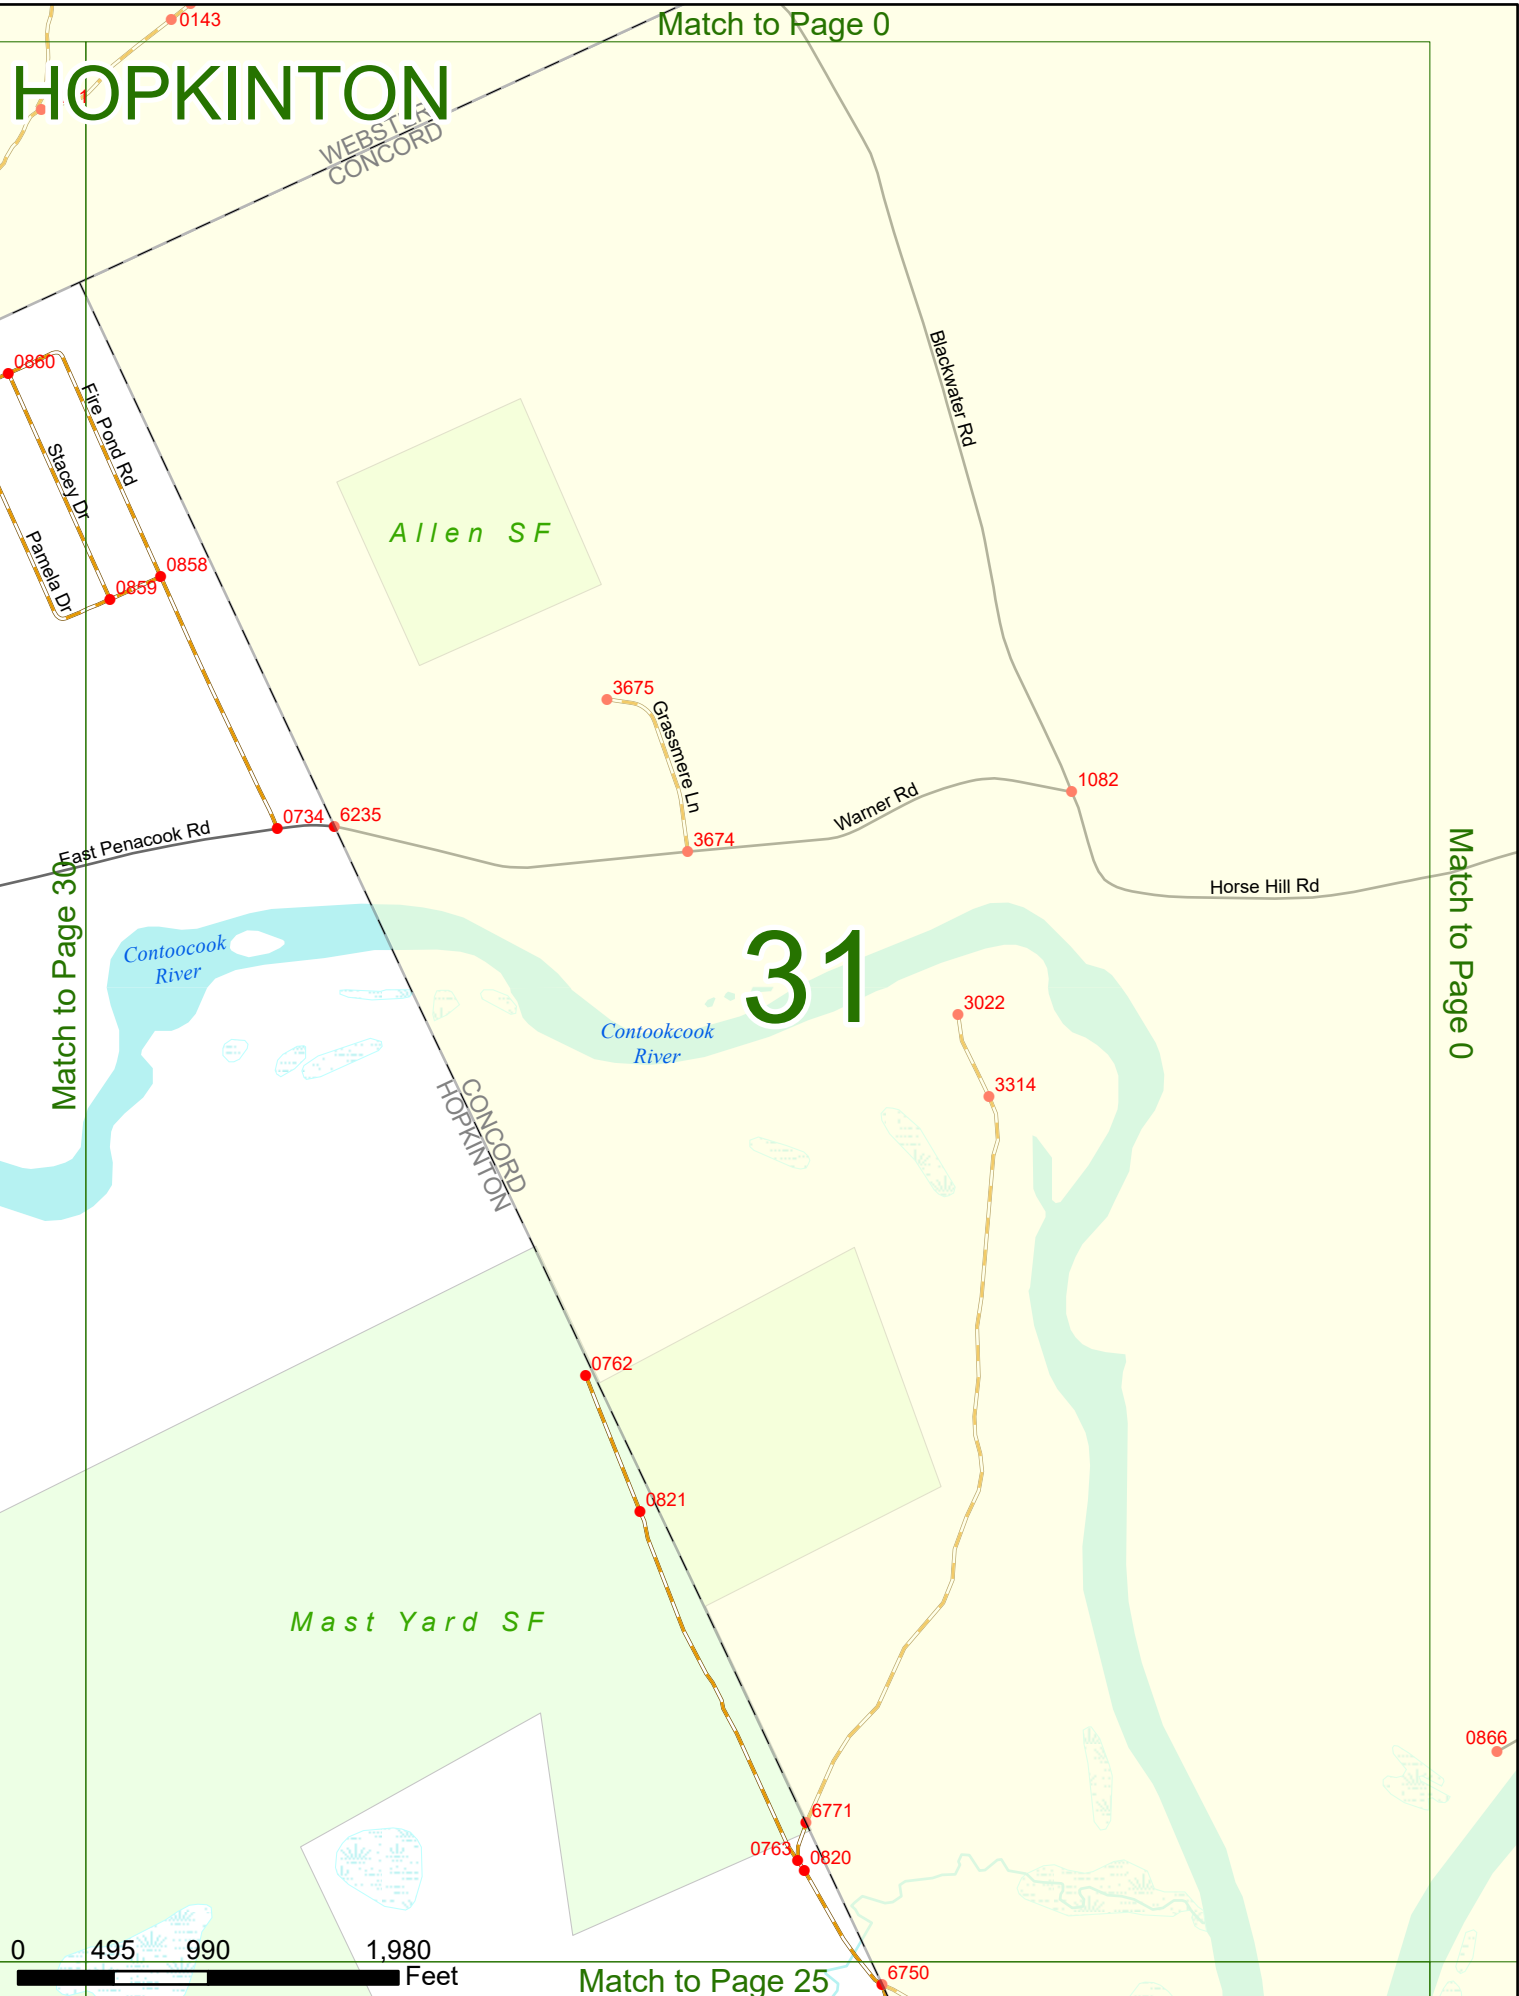 0143
Match to Page 0
HOPKINTON
WEBSTER
CONCORD
0860
Fire Pond Rd
Stacey Dr
Pamela Dr
Blackwater Rd
Allen SF
0858
0859
3675
Grassmere Ln
1082
Warner Rd
0734
6235
3674
East Penacook Rd
Match to Page 30
Horse Hill Rd
Match to Page 0
31
Contoocook
River
3022
Contookcook
River
3314
CONCORD
HOPKINTON
0762
0821
Mast Yard SF
0866
6771
0763
0820
0 495 990 1,980
Feet
Match to Page 25
6750